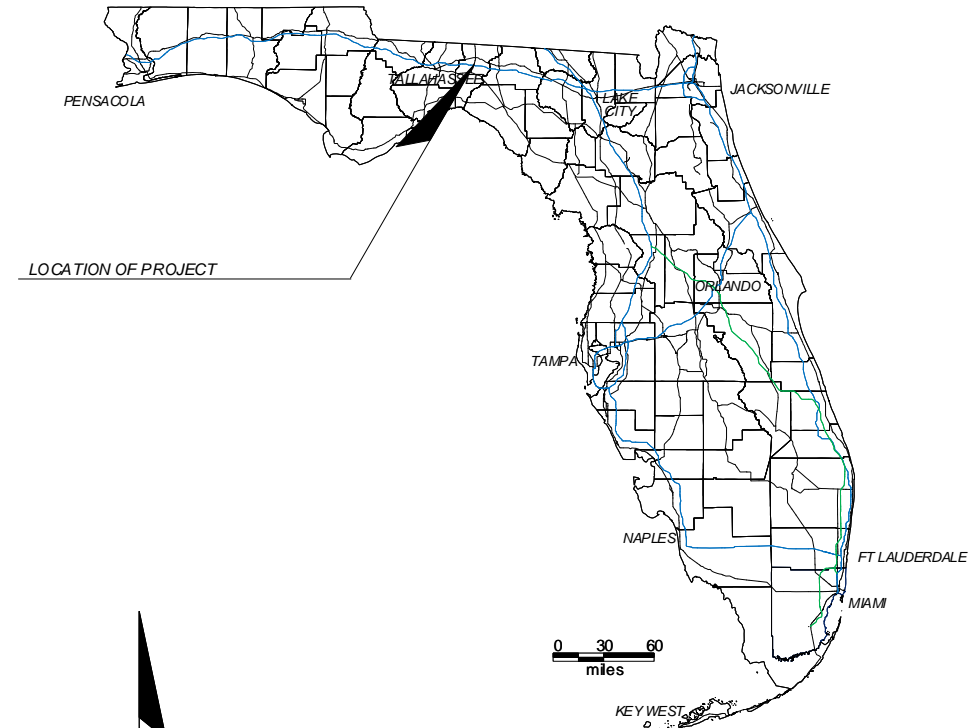 PENSACOLA
TALLAHASSEE
LAKE
CITY
JACKSONVILLE
LOCATION OF PROJECT
ORLANDO
TAMPA
NAPLES
FT LAUDERDALE
MIAMI
0 30 60
miles
KEY WEST